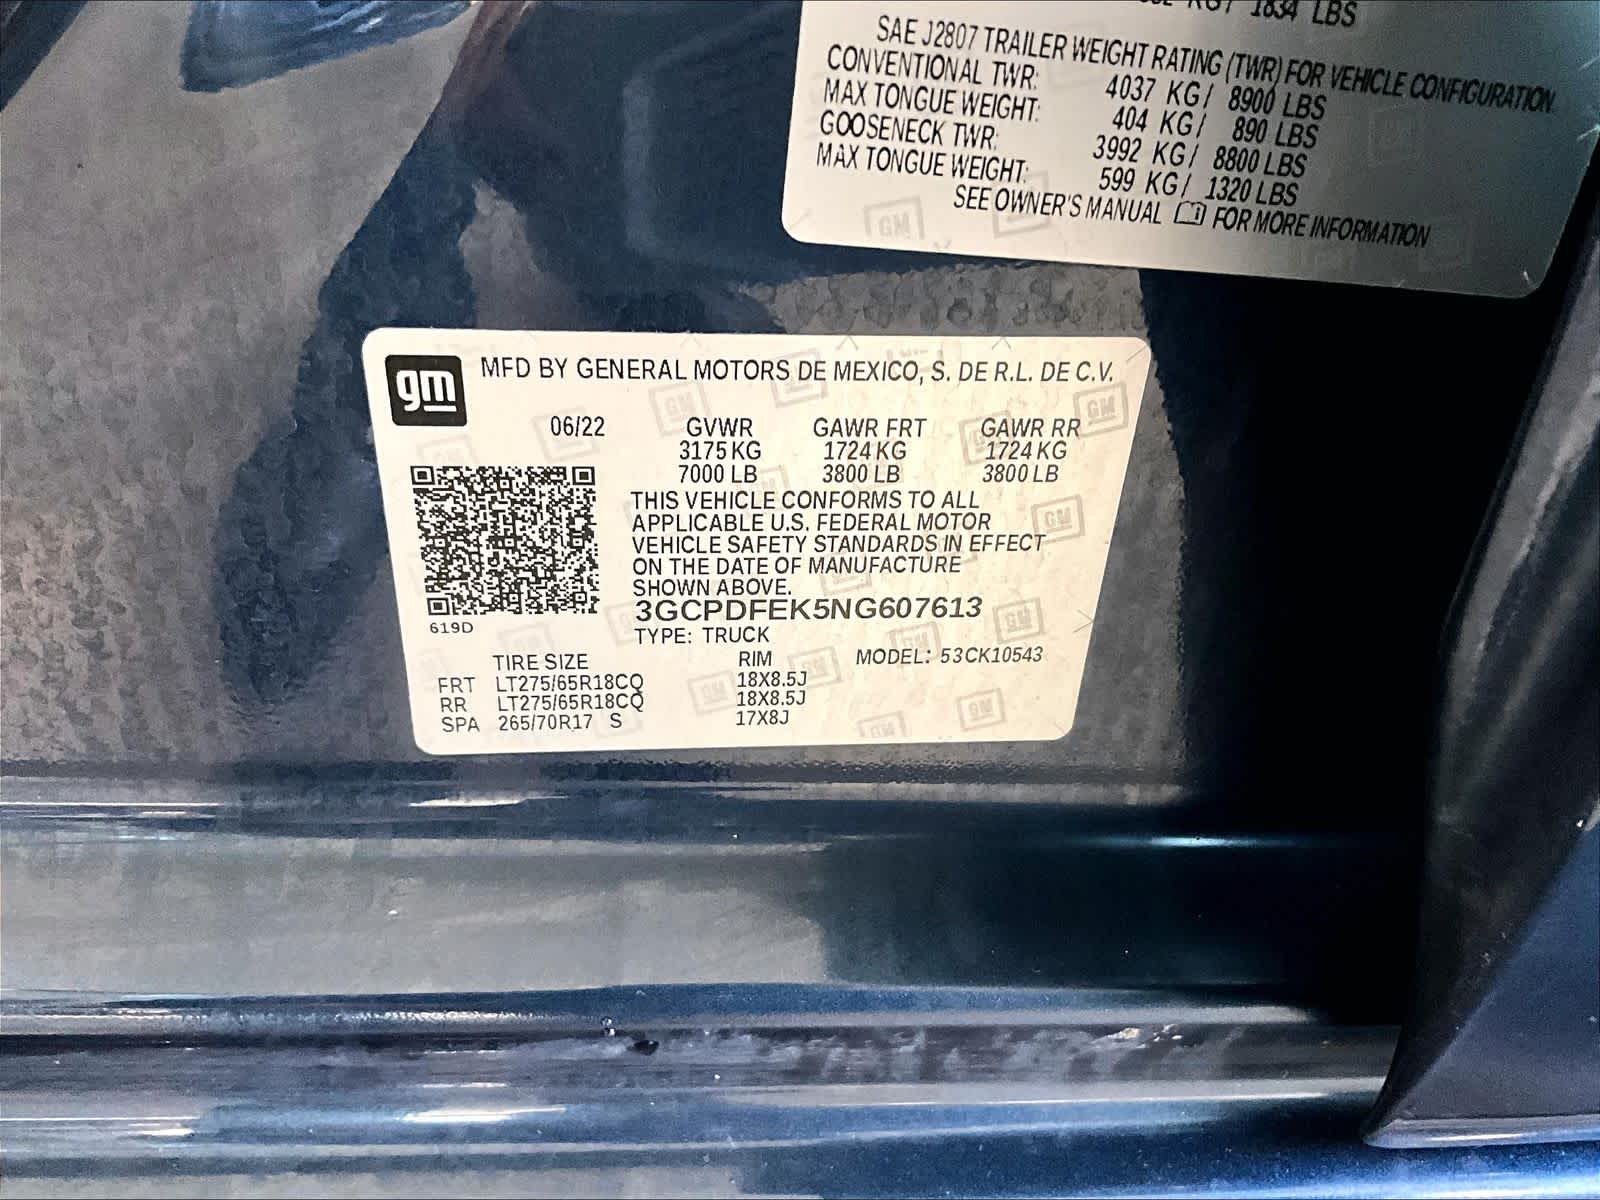 KG/ 1834 LBS
SAE J2807 TRAILER WEIGHT RATING (TWR) FOR VEHICLE CONFIGURATION
CONVENTIONAL TWR: 4037 KG/ 8900 LBS
MAX TONGUE WEIGHT: 404 KG/ 890 LBS
GOOSENECK TWR: 3992 KG/ 8800 LBS
MAX TONGUE WEIGHT: 599 KG/ 1320 LBS
SEE OWNER'S MANUAL FOR MORE INFORMATION
gm MFD BY GENERAL MOTORS DE MEXICO, S. DE R.L. DE C.V.
06/22 GVWR GAWR FRT GAWR RR
3175 KG 1724 KG 1724 KG
7000 LB 3800 LB 3800 LB
THIS VEHICLE CONFORMS TO ALL
APPLICABLE U.S. FEDERAL MOTOR
VEHICLE SAFETY STANDARDS IN EFFECT
ON THE DATE OF MANUFACTURE
SHOWN ABOVE.
3GCPDFEK5NG607613
619D
TYPE: TRUCK
TIRE SIZE RIM MODEL: 53CK10543
FRT LT275/65R18CQ 18X8.5J
RR LT275/65R18CQ 18X8.5J
SPA 265/70R17 S 17X8J